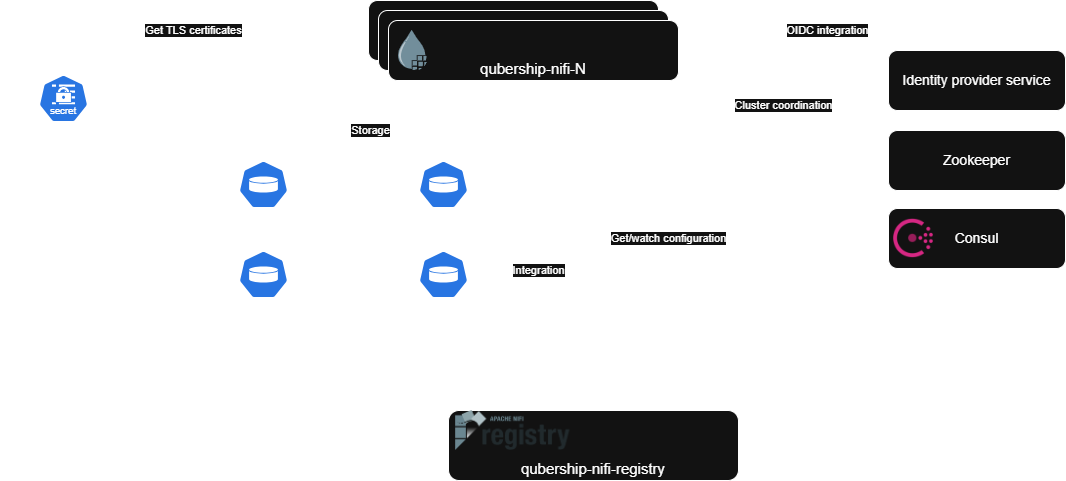 Get TLS certificates
OIDC integration
qubership-nifi-N
Identity provider service
secret
Cluster coordination
Storage
Zookeeper
Get/watch configuration
Consul
Integration
APACHE NIFI
registry
qubership-nifi-registry